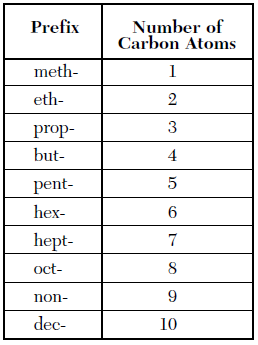 Prefix Number of
Carbon Atoms
meth- 1
eth- 2
prop- 3
but- 4
pent- 5
hex- 6
hept- 7
oct- 8
non- 9
dec- 10